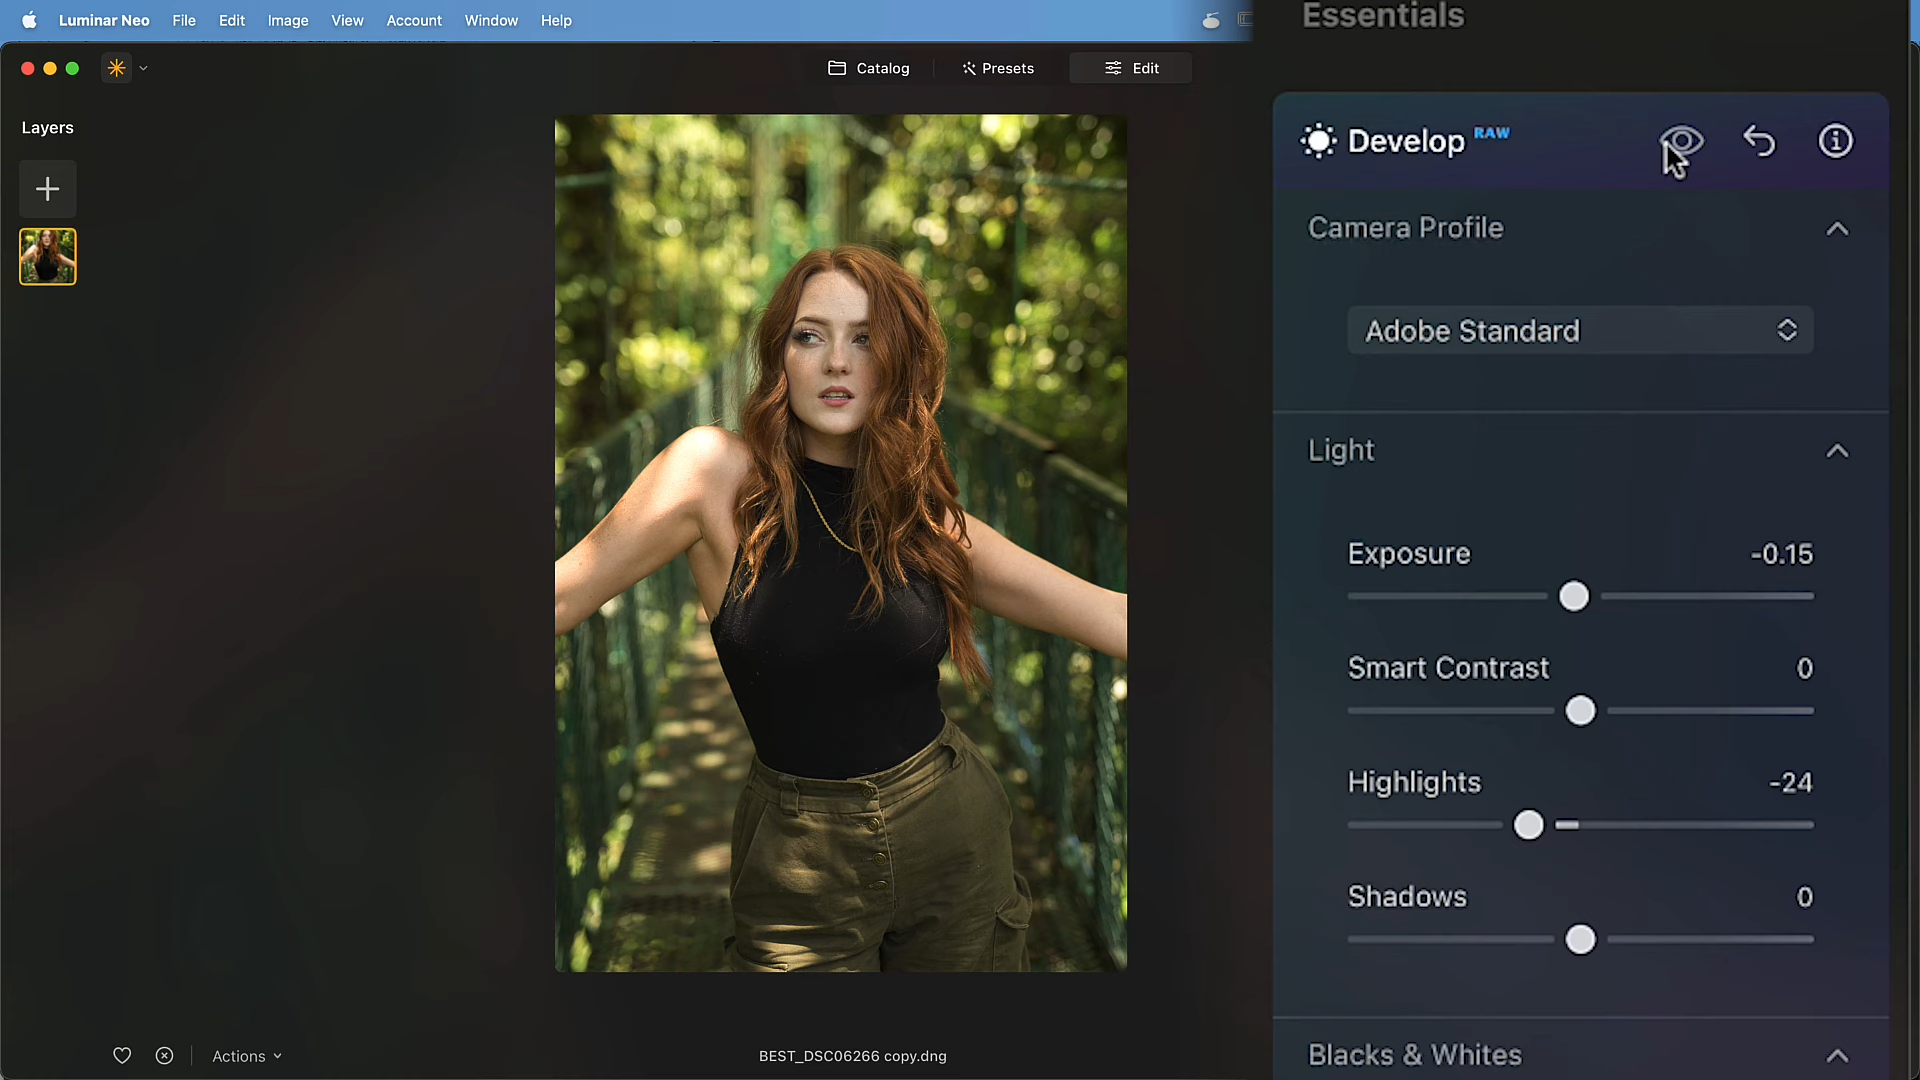 Luminar Neo File Edit Image View Account Window Help
Essentials
Catalog Presets Edit
Layers
Develop RAW
Camera Profile
Adobe Standard
Light
Exposure -0.15
Smart Contrast 0
Highlights -24
Shadows 0
Blacks & Whites
Actions
BEST_DSC06266 copy.dng